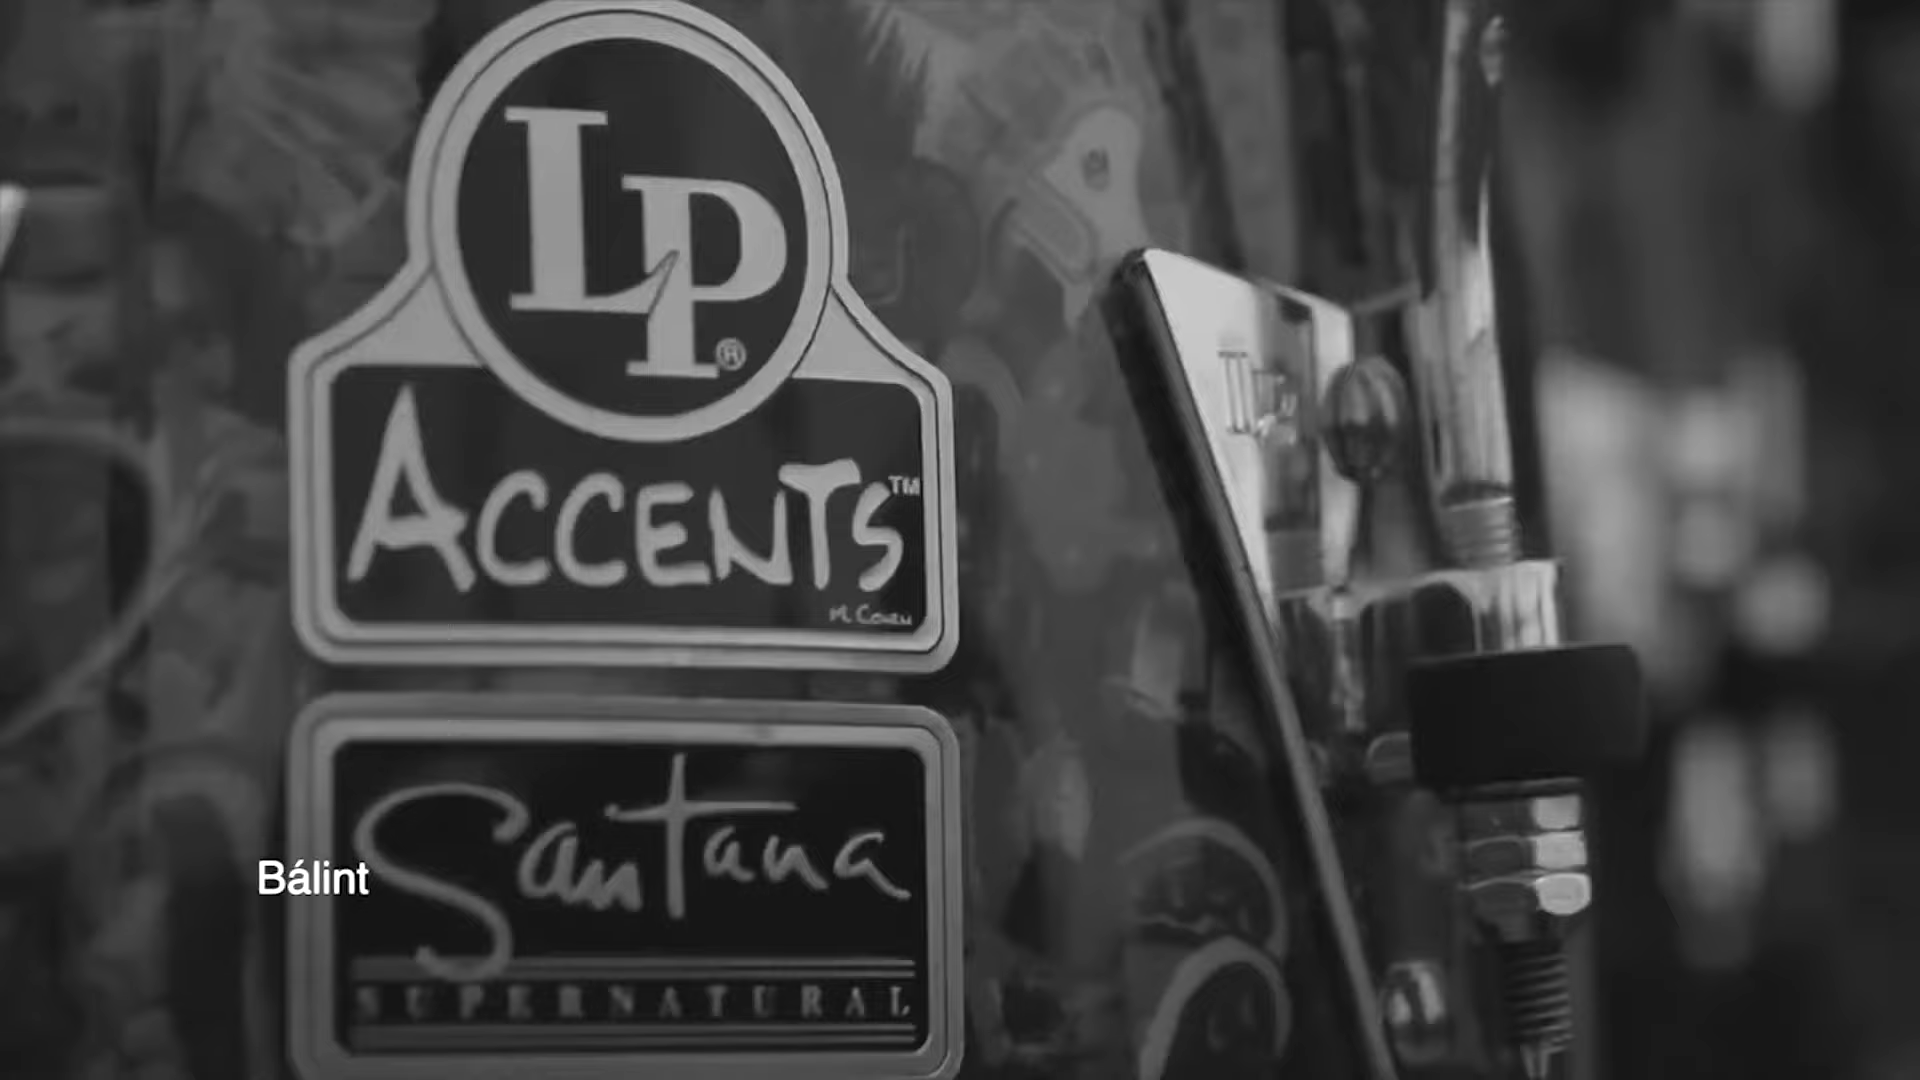 LP®
ACCENTS™
Santana
Bálint
SUPERNATURAL